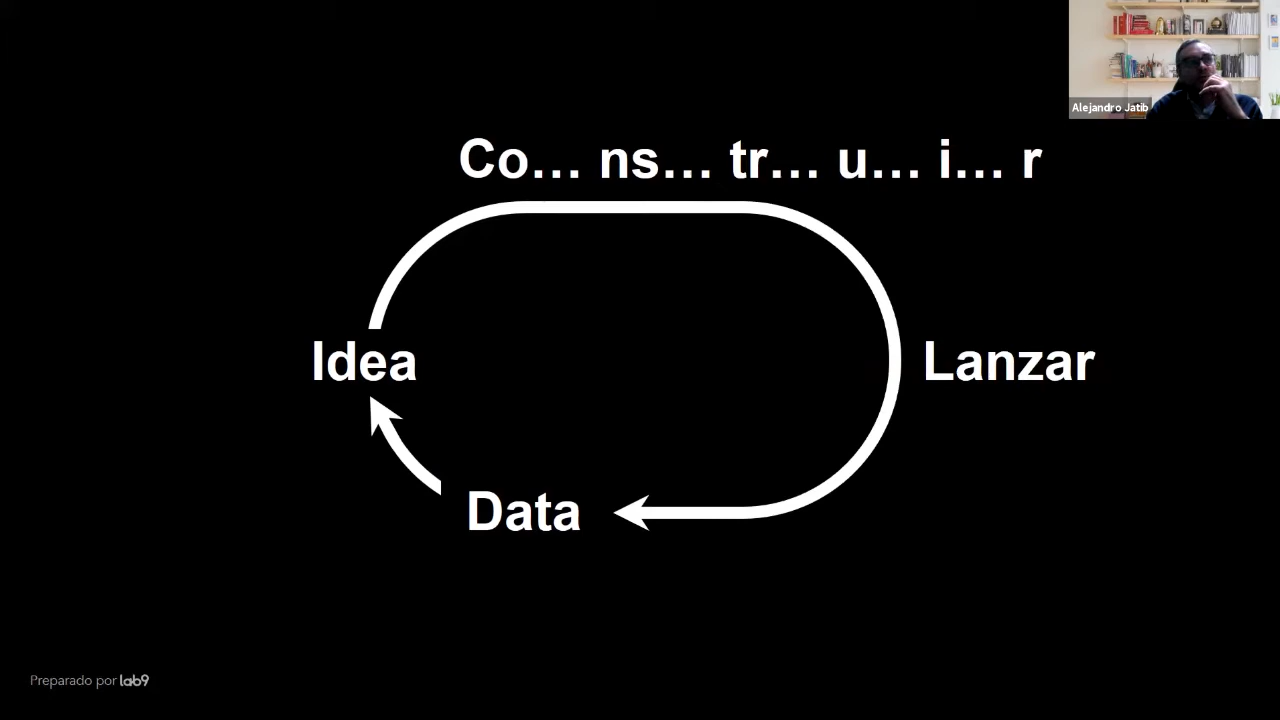 Alejandro Jatib
Co... ns... tr... u... i... r
Idea
Lanzar
Data
Preparado por lab9